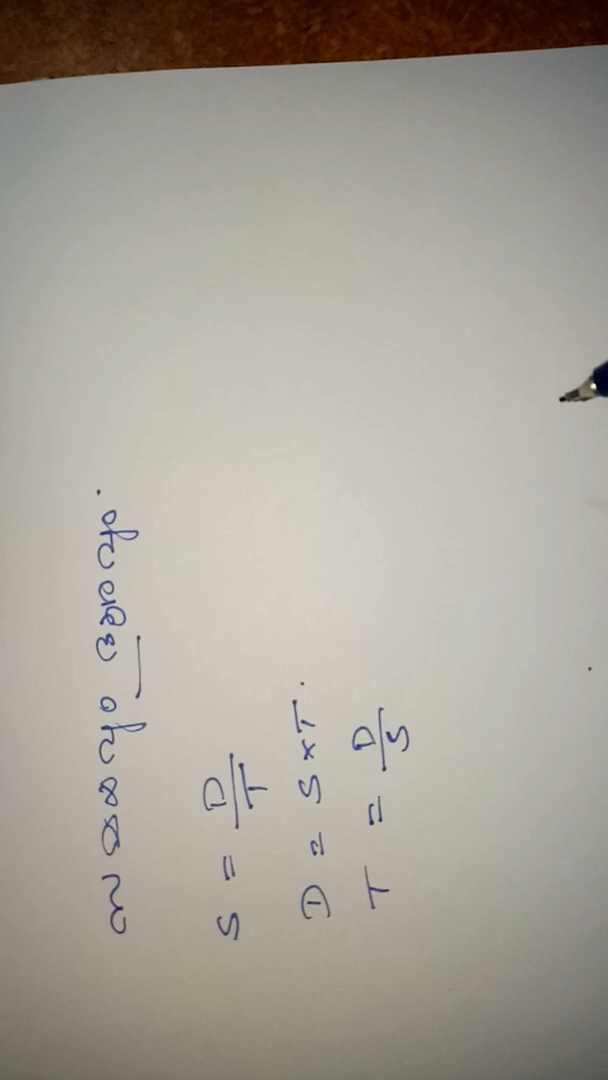 S = D/T
D = S × T.
T = D/S